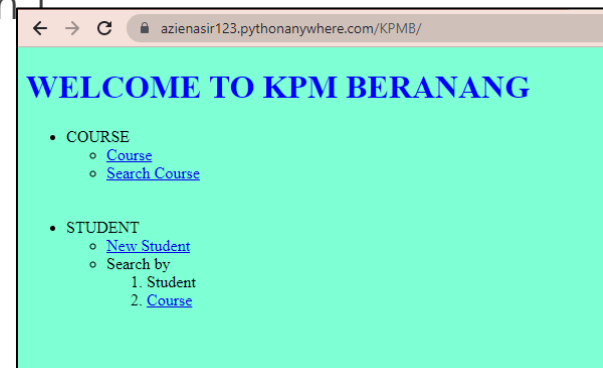 azienasir123.pythonanywhere.com/KPMB/
WELCOME TO KPM BERANANG
COURSE
Course
Search Course
STUDENT
New Student
Search by
1. Student
2. Course